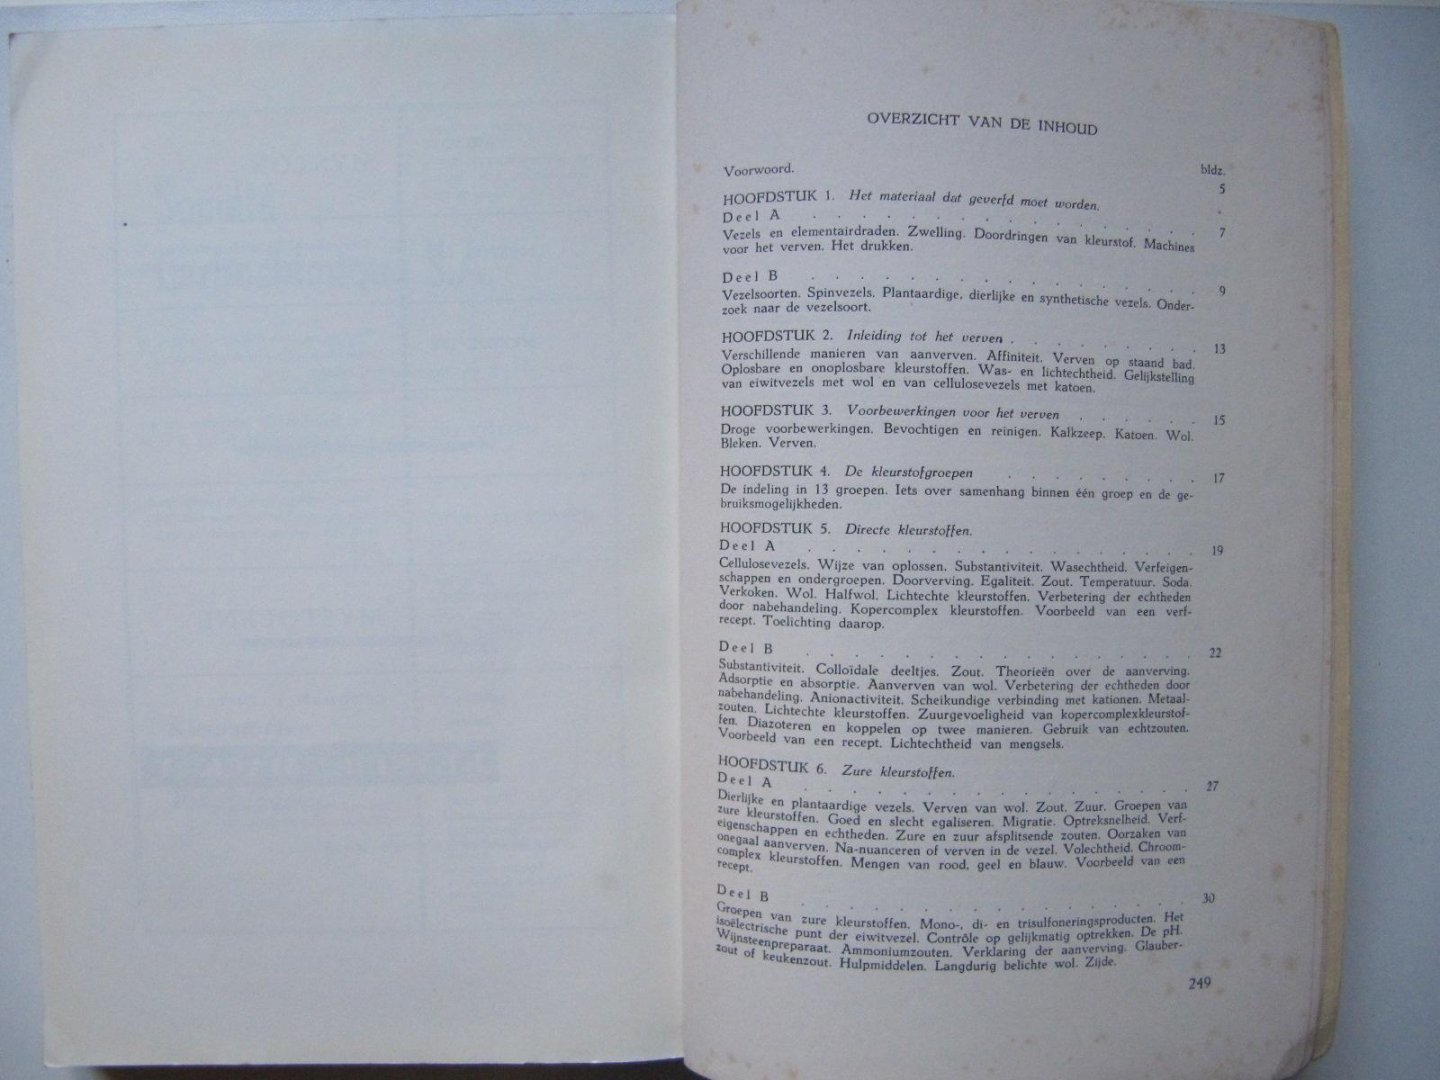 OVERZICHT VAN DE INHOUD
bldz.
Voorwoord. 5
HOOFDSTUK 1. Het materiaal dat geverfd moet worden.
Deel A . . . . . . . . . . . . . . . . 7
Vezels en elementairdraden. Zwelling. Doordringen van kleurstof. Machines
voor het verven. Het drukken.
Deel B . . . . . . . . . . . . . . . . 9
Vezelsoorten. Spinvezels. Plantaardige, dierlijke en synthetische vezels. Onder-
zoek naar de vezelsoort.
HOOFDSTUK 2. Inleiding tot het verven . . . . . . . . 13
Verschillende manieren van aanverven. Affiniteit. Verven op staand bad.
Oplosbare en onoplosbare kleurstoffen. Was- en lichtechtheid. Gelijkstelling
van eiwitvezels met wol en van cellulosevezels met katoen.
HOOFDSTUK 3. Voorbewerkingen voor het verven . . . . . . 15
Droge voorbewerkingen. Bevochtigen en reinigen. Kalkzeep. Katoen. Wol.
Bleken. Verven.
HOOFDSTUK 4. De kleurstofgroepen . . . . . . . . 17
De indeling in 13 groepen. Iets over samenhang binnen één groep en de ge-
bruiksmogelijkheden.
HOOFDSTUK 5. Directe kleurstoffen.
Deel A . . . . . . . . . . . . . . . . 19
Cellulosevezels. Wijze van oplossen. Substantiviteit. Wasechtheid. Verfeigen-
schappen en ondergroepen. Doorverving. Egaliteit. Zout. Temperatuur. Soda.
Verkoken. Wol. Halfwol. Lichtechte kleurstoffen. Verbetering der echtheden
door nabehandeling. Kopercomplex kleurstoffen. Voorbeeld van een verf-
recept. Toelichting daarop.
Deel B . . . . . . . . . . . . . . . . 22
Substantiviteit. Colloïdale deeltjes. Zout. Theorieën over de aanverving.
Adsorptie en absorptie. Aanverven van wol. Verbetering der echtheden door
nabehandeling. Anionactiviteit. Scheikundige verbinding met kationen. Metaal-
zouten. Lichtechte kleurstoffen. Zuurgevoeligheid van kopercomplexkleurstof-
fen. Diazoteren en koppelen op twee manieren. Gebruik van echtzouten.
Voorbeeld van een recept. Lichtechtheid van mengsels.
HOOFDSTUK 6. Zure kleurstoffen.
Deel A . . . . . . . . . . . . . . . . 27
Dierlijke en plantaardige vezels. Verven van wol. Zout. Zuur. Groepen van
zure kleurstoffen. Goed en slecht egaliseren. Migratie. Optreksnelheid. Verf-
eigenschappen en echtheden. Zure en zuur afsplitsende zouten. Oorzaken van
onegaal aanverven. Na-nuanceren of verven in de vezel. Volechtheid. Chroom-
complex kleurstoffen. Mengen van rood, geel en blauw. Voorbeeld van een
recept.
Deel B . . . . . . . . . . . . . . . . 30
Groepen van zure kleurstoffen. Mono-, di- en trisulfoneringsproducten. Het
isoëlectrische punt der eiwitvezel. Contrôle op gelijkmatig optrekken. De pH.
Wijnsteenpreparaat. Ammoniumzouten. Verklaring der aanverving. Glauber-
zout of keukenzout. Hulpmiddelen. Langdurig belichte wol. Zijde.
249